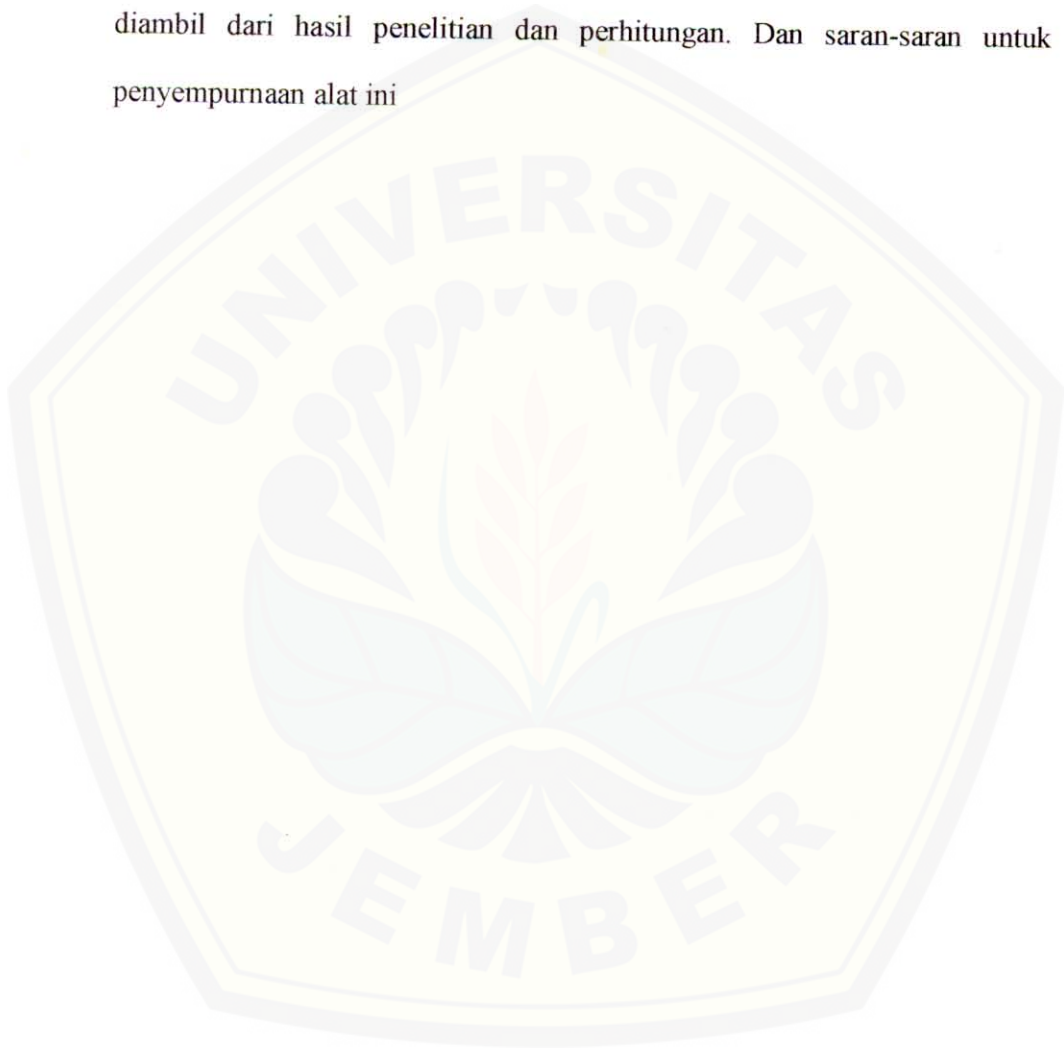 diambil dari hasil penelitian dan perhitungan. Dan saran-saran untuk
penyempurnaan alat ini
UNIVERSITAS
JEMBER